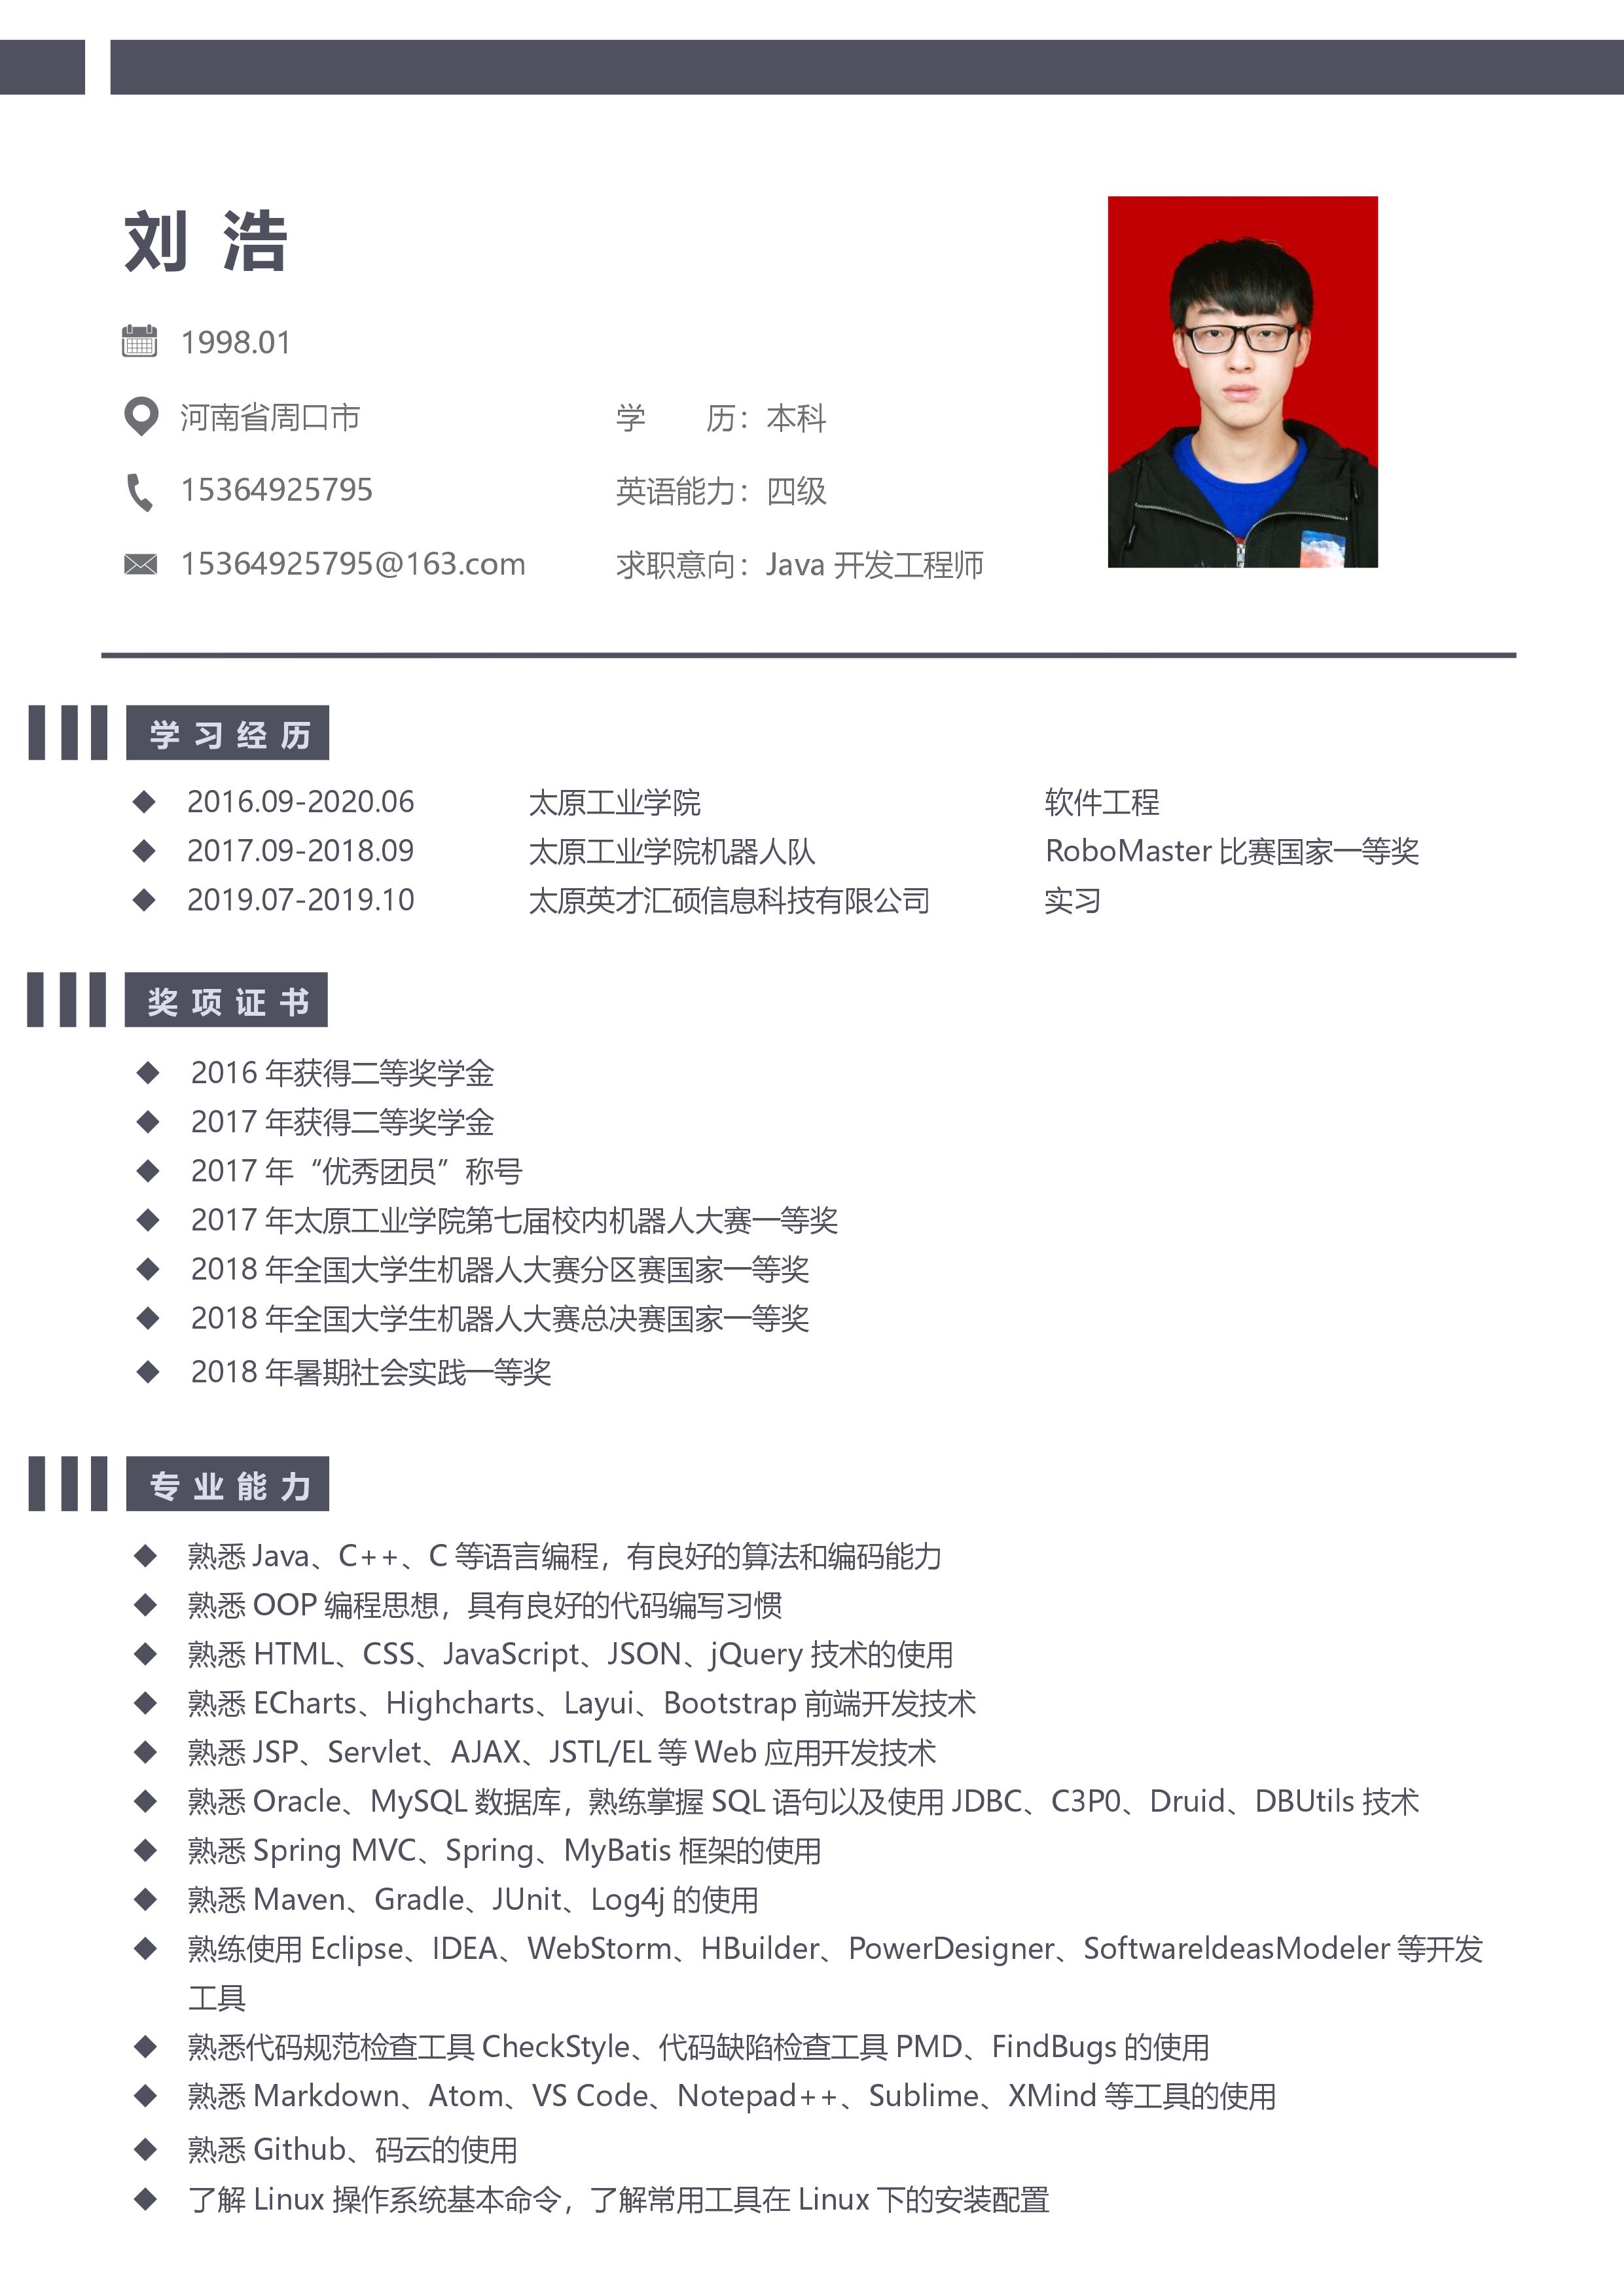 刘 浩
1998.01
河南省周口市 学 历：本科
15364925795 英语能力：四级
15364925795@163.com 求职意向：Java 开发工程师
学习经历
2016.09-2020.06 太原工业学院 软件工程
2017.09-2018.09 太原工业学院机器人队 RoboMaster 比赛国家一等奖
2019.07-2019.10 太原英才汇硕信息科技有限公司 实习
奖项证书
2016 年获得二等奖学金
2017 年获得二等奖学金
2017 年“优秀团员”称号
2017 年太原工业学院第七届校内机器人大赛一等奖
2018 年全国大学生机器人大赛分区赛国家一等奖
2018 年全国大学生机器人大赛总决赛国家一等奖
2018 年暑期社会实践一等奖
专业能力
熟悉 Java、C++、C 等语言编程，有良好的算法和编码能力
熟悉 OOP 编程思想，具有良好的代码编写习惯
熟悉 HTML、CSS、JavaScript、JSON、jQuery 技术的使用
熟悉 ECharts、Highcharts、Layui、Bootstrap 前端开发技术
熟悉 JSP、Servlet、AJAX、JSTL/EL 等 Web 应用开发技术
熟悉 Oracle、MySQL 数据库，熟练掌握 SQL 语句以及使用 JDBC、C3P0、Druid、DBUtils 技术
熟悉 Spring MVC、Spring、MyBatis 框架的使用
熟悉 Maven、Gradle、JUnit、Log4j 的使用
熟练使用 Eclipse、IDEA、WebStorm、HBuilder、PowerDesigner、SoftwareIdeasModeler 等开发
工具
熟悉代码规范检查工具 CheckStyle、代码缺陷检查工具 PMD、FindBugs 的使用
熟悉 Markdown、Atom、VS Code、Notepad++、Sublime、XMind 等工具的使用
熟悉 Github、码云的使用
了解 Linux 操作系统基本命令，了解常用工具在 Linux 下的安装配置